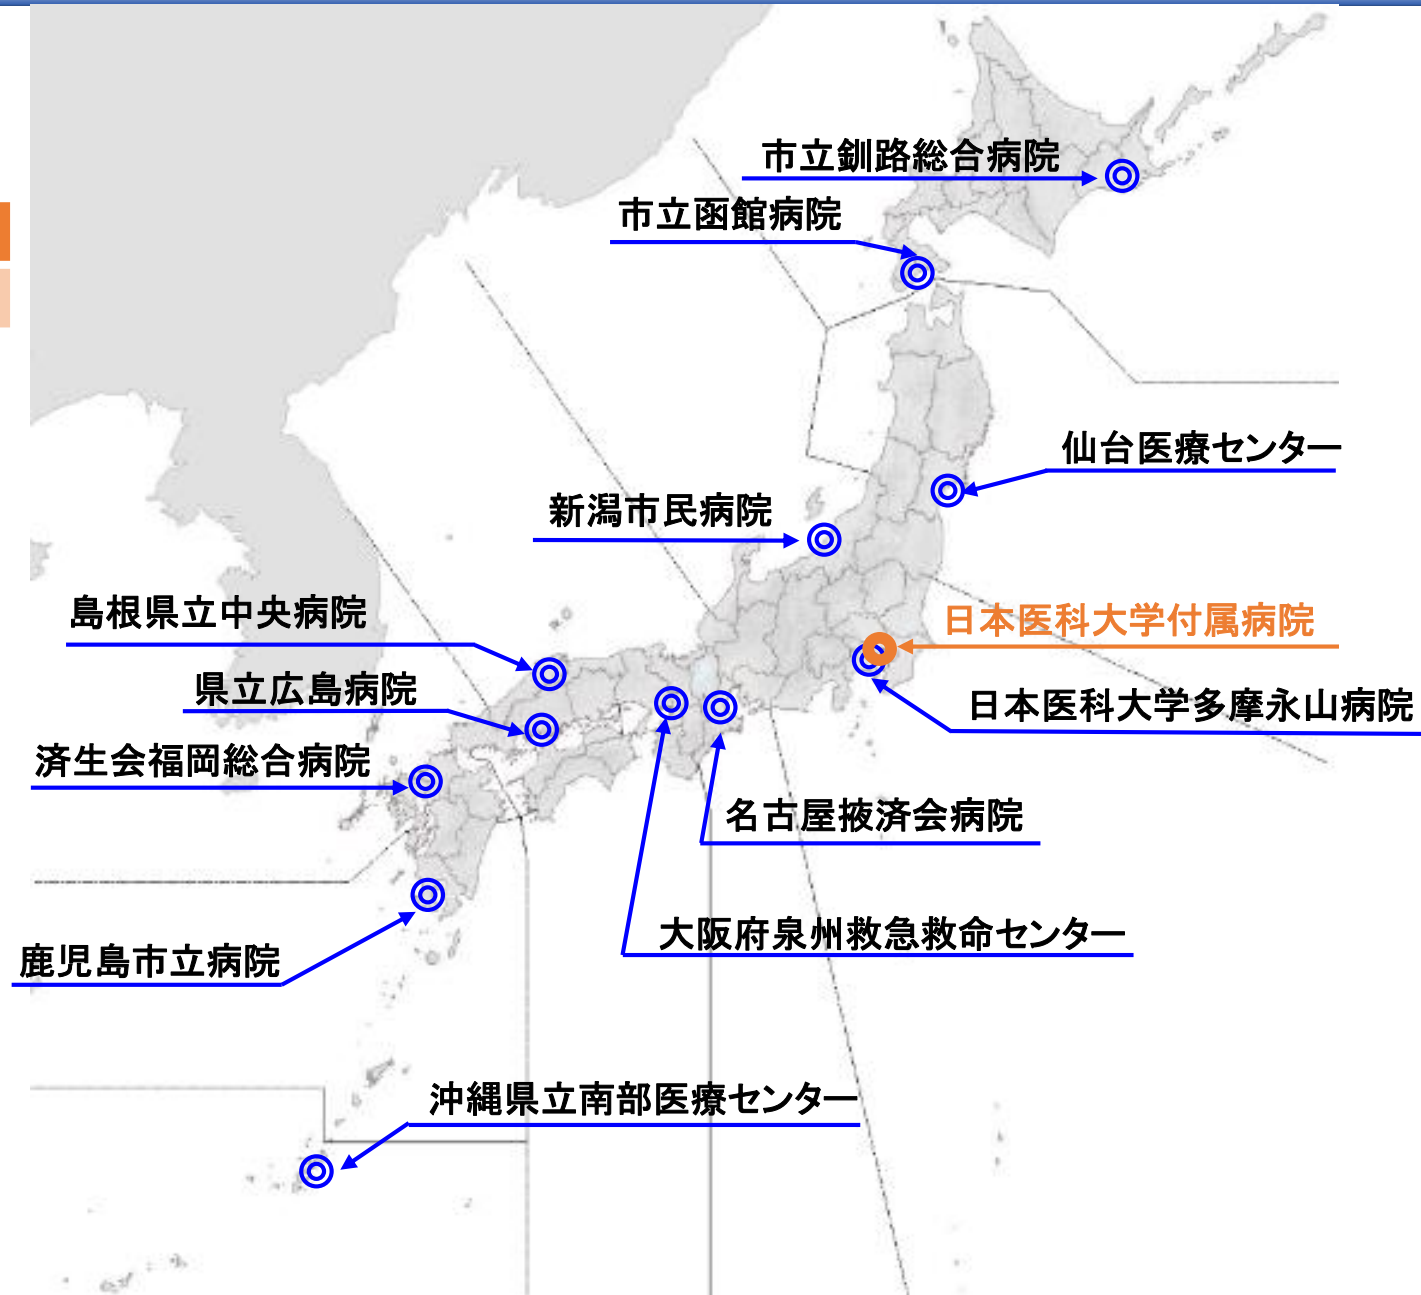 市立釧路総合病院
市立函館病院
仙台医療センター
新潟市民病院
島根県立中央病院
日本医科大学付属病院
県立広島病院
日本医科大学多摩永山病院
済生会福岡総合病院
名古屋掖済会病院
大阪府泉州救急救命センター
鹿児島市立病院
沖縄県立南部医療センター